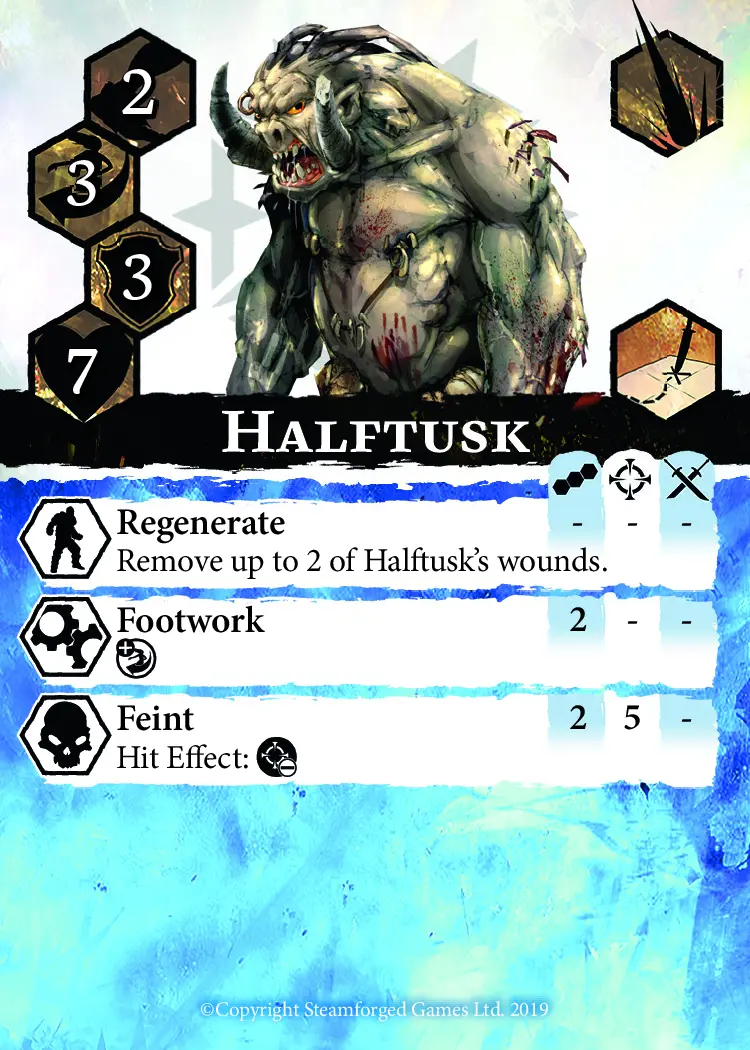 2
3
3
7
Halftusk
Regenerate - - -
Remove up to 2 of Halftusk's wounds.
Footwork 2 - -
Feint 2 5 -
Hit Effect:
©Copyright Steamforged Games Ltd. 2019